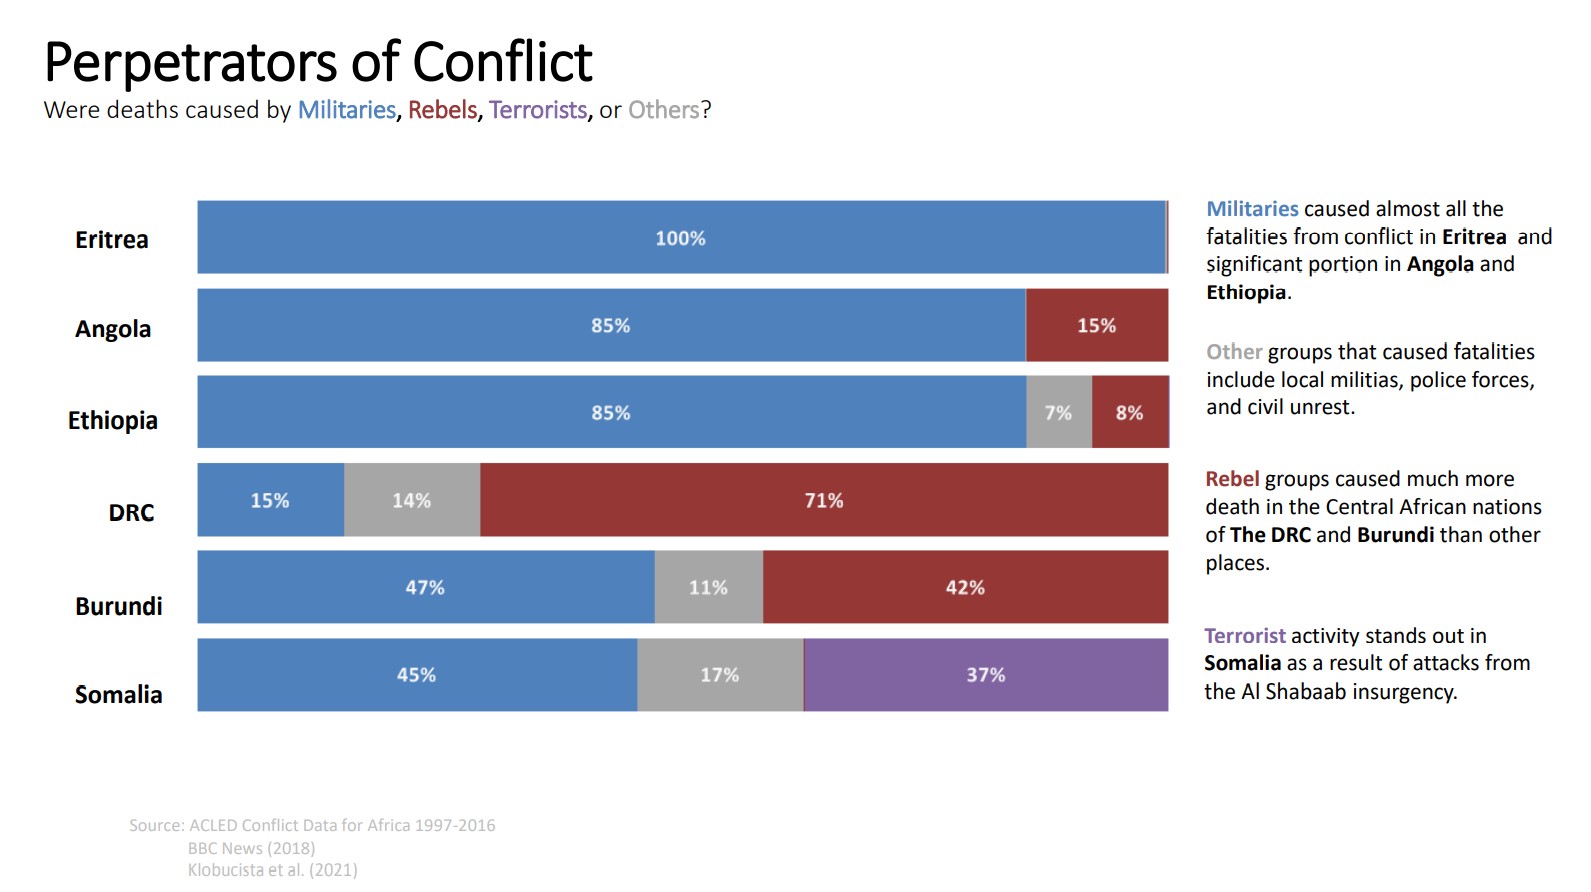 Perpetrators of Conflict
Were deaths caused by Militaries, Rebels, Terrorists, or Others?
Eritrea
100%
Angola
85%
15%
Ethiopia
85%
7%
8%
DRC
15%
14%
71%
Burundi
47%
11%
42%
Somalia
45%
17%
37%
Militaries caused almost all the
fatalities from conflict in Eritrea and
significant portion in Angola and
Ethiopia.
Other groups that caused fatalities
include local militias, police forces,
and civil unrest.
Rebel groups caused much more
death in the Central African nations
of The DRC and Burundi than other
places.
Terrorist activity stands out in
Somalia as a result of attacks from
the Al Shabaab insurgency.
Source: ACLED Conflict Data for Africa 1997-2016
BBC News (2018)
Klobucista et al. (2021)